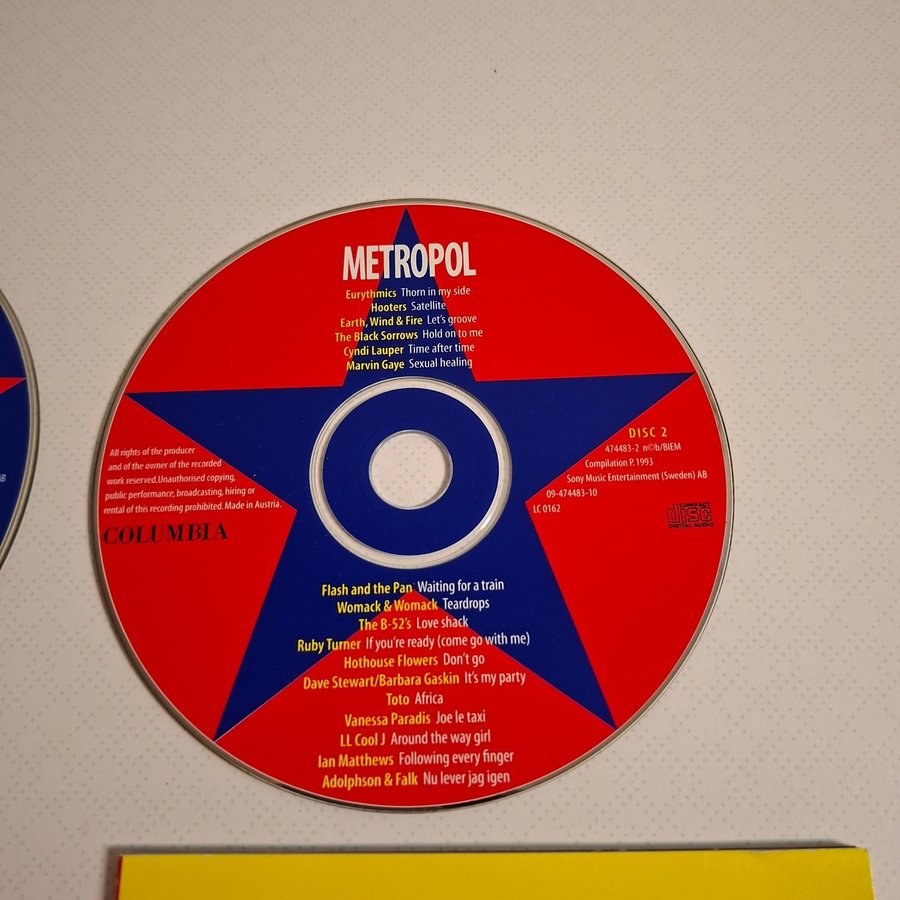 METROPOL
Eurythmics Thorn in my side
Hooters Satellite
Earth, Wind & Fire Let's groove
The Black Sorrows Hold on to me
Cyndi Lauper Time after time
Marvin Gaye Sexual healing
All rights of the producer
and of the owner of the recorded
work reserved.Unauthorised copying,
public performance, broadcasting, hiring or
rental of this recording prohibited. Made in Austria.
COLUMBIA
DISC 2
474483-2 n©b/BIEM
Compilation P. 1993
Sony Music Entertainment (Sweden) AB
09-474483-10
LC 0162
COMPACT
disc
DIGITAL AUDIO
Flash and the Pan Waiting for a train
Womack & Womack Teardrops
The B-52's Love shack
Ruby Turner If you're ready (come go with me)
Hothouse Flowers Don't go
Dave Stewart/Barbara Gaskin It's my party
Toto Africa
Vanessa Paradis Joe le taxi
LL Cool J Around the way girl
Ian Matthews Following every finger
Adolphson & Falk Nu lever jag igen